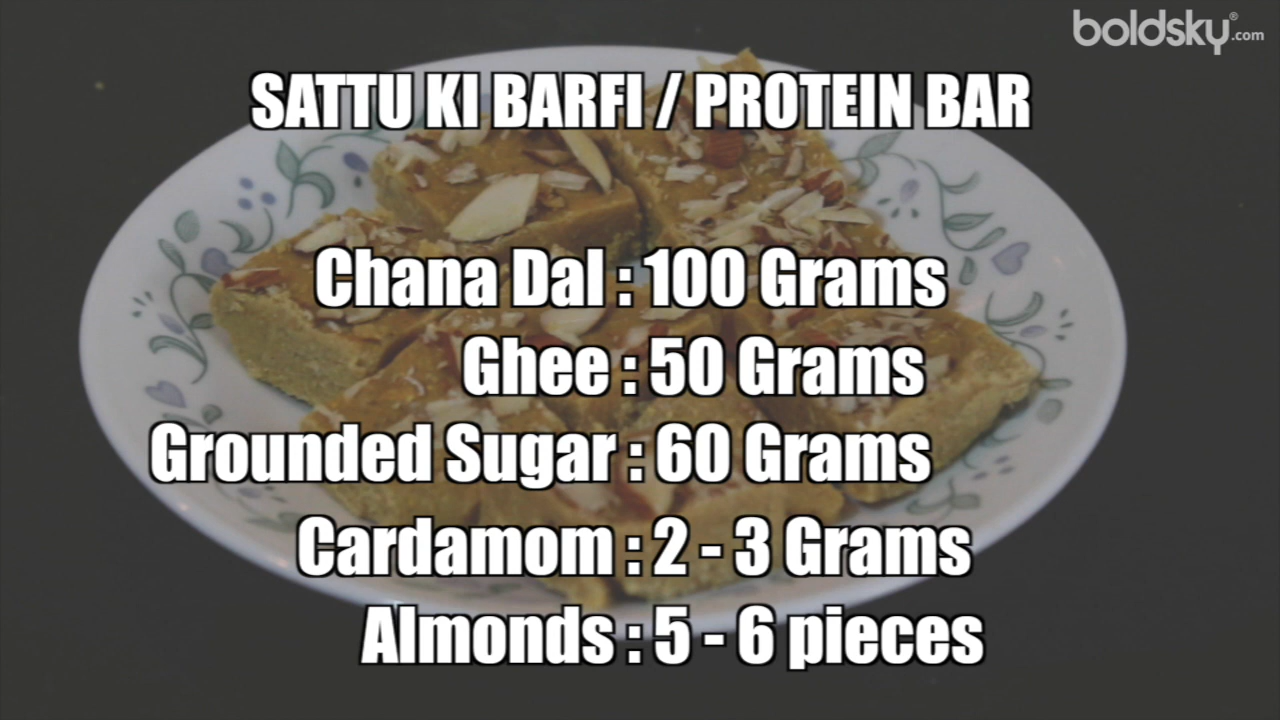 boldsky®.com
SATTU KI BARFI / PROTEIN BAR
Chana Dal : 100 Grams
Ghee : 50 Grams
Grounded Sugar : 60 Grams
Cardamom : 2 - 3 Grams
Almonds : 5 - 6 pieces